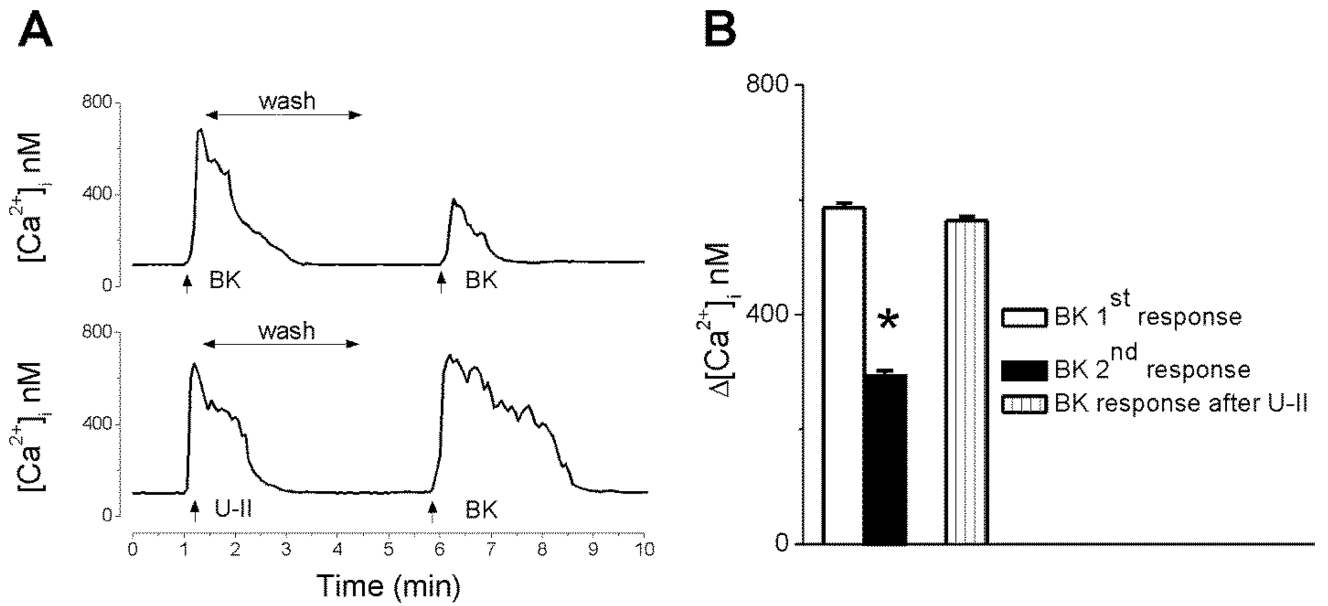 A
800
400
0
[Ca2+]i nM
wash
BK
BK
800
400
0
[Ca2+]i nM
wash
U-II
BK
0 1 2 3 4 5 6 7 8 9 10
Time (min)
B
800
400
0
Δ[Ca2+]i nM
*
BK 1st response
BK 2nd response
BK response after U-II